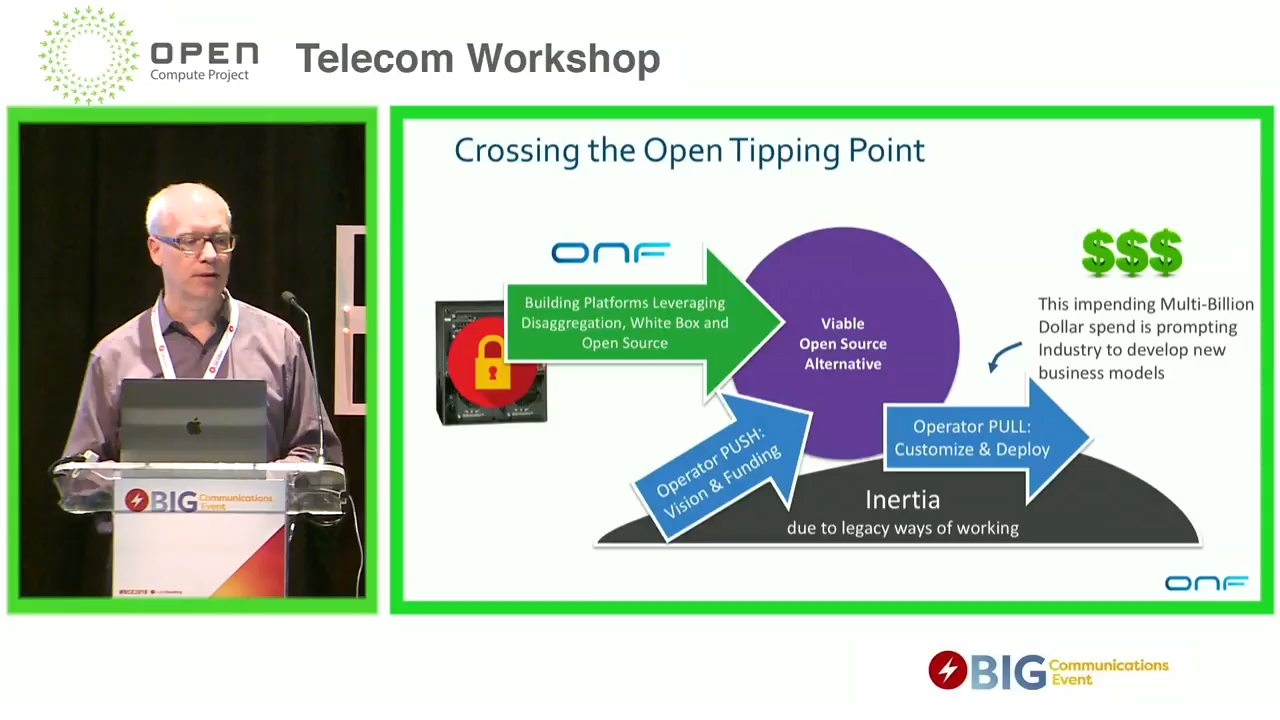 OPEN
Compute Project
Telecom Workshop
Crossing the Open Tipping Point
ONF
Building Platforms Leveraging
Disaggregation, White Box and
Open Source
Viable
Open Source
Alternative
$$$
This impending Multi-Billion
Dollar spend is prompting
Industry to develop new
business models
Operator PUSH:
Vision & Funding
Operator PULL:
Customize & Deploy
Inertia
due to legacy ways of working
ONF
BIG Communications
Event
BIG Communications
Event